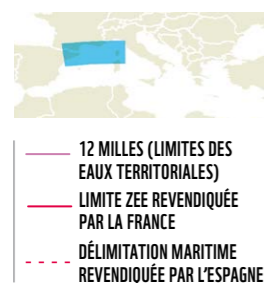 12 MILLES (LIMITES DES
EAUX TERRITORIALES)
LIMITE ZEE REVENDIQUÉE
PAR LA FRANCE
DÉLIMITATION MARITIME
REVENDIQUÉE PAR L'ESPAGNE